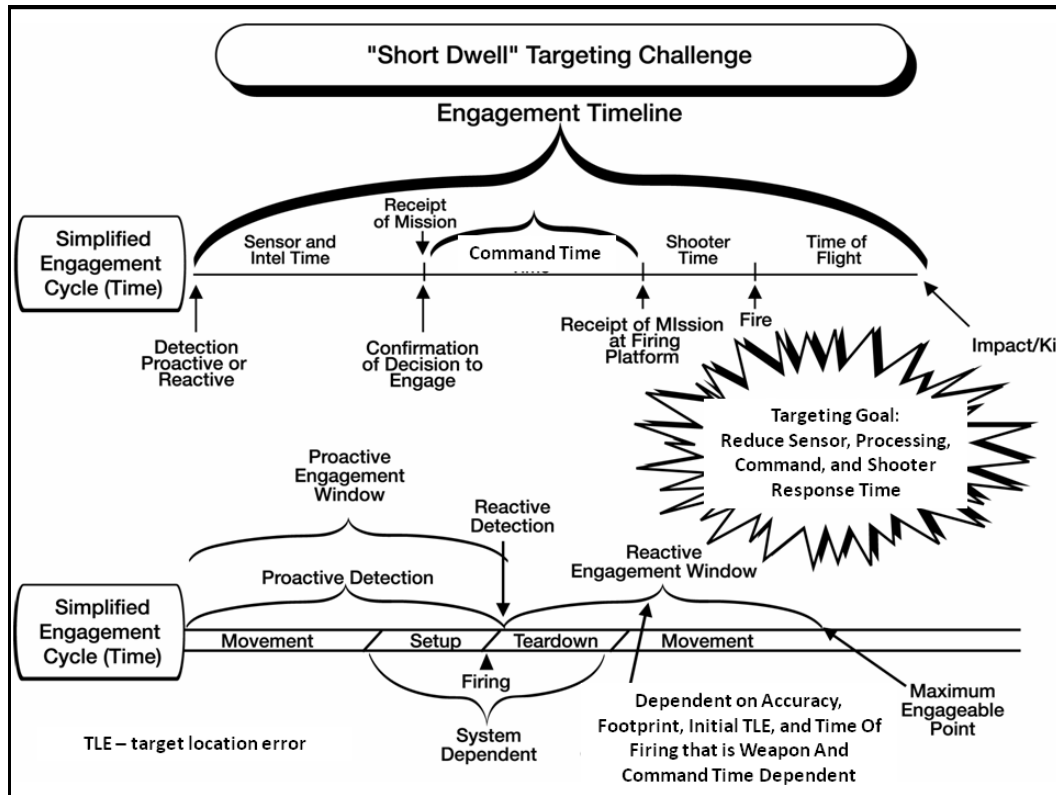 "Short Dwell" Targeting Challenge
Engagement Timeline
Simplified
Engagement
Cycle (Time)
Sensor and
Intel Time
Receipt
of Mission
Command Time
Shooter
Time
Time of
Flight
Detection
Proactive or
Reactive
Confirmation
of Decision to
Engage
Receipt of MIssion
at Firing
Platform
Fire
Impact/Ki
Targeting Goal:
Reduce Sensor, Processing,
Command, and Shooter
Response Time
Proactive
Engagement
Window
Reactive
Detection
Proactive Detection
Reactive
Engagement Window
Simplified
Engagement
Cycle (Time)
Movement
Setup
Teardown
Movement
Firing
System
Dependent
Dependent on Accuracy,
Footprint, Initial TLE, and Time Of
Firing that is Weapon And
Command Time Dependent
Maximum
Engageable
Point
TLE – target location error